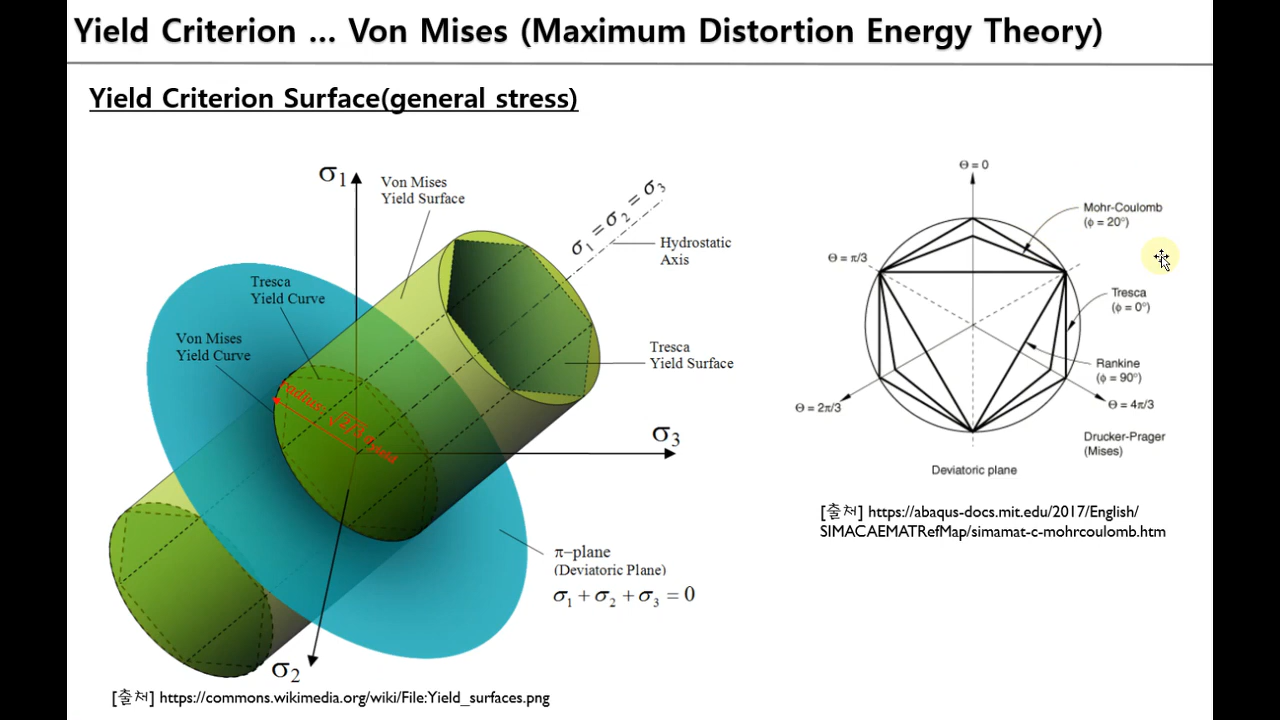 Yield Criterion ... Von Mises (Maximum Distortion Energy Theory)
Yield Criterion Surface(general stress)
σ1
Von Mises
Yield Surface
σ1 = σ2 = σ3
Hydrostatic
Axis
Tresca
Yield Curve
Von Mises
Yield Curve
Tresca
Yield Surface
radius: √2/3 σyield
σ3
π−plane
(Deviatoric Plane)
σ1 + σ2 + σ3 = 0
σ2
[출처] https://commons.wikimedia.org/wiki/File:Yield_surfaces.png
Θ = 0
Mohr-Coulomb
(ϕ = 20°)
Θ = π/3
Tresca
(ϕ = 0°)
Rankine
(ϕ = 90°)
Θ = 2π/3
Θ = 4π/3
Drucker-Prager
(Mises)
Deviatoric plane
[출처] https://abaqus-docs.mit.edu/2017/English/
SIMACAEMATRefMap/simamat-c-mohrcoulomb.htm